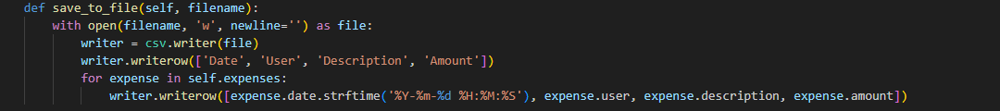 def save_to_file(self, filename):
    with open(filename, 'w', newline='') as file:
        writer = csv.writer(file)
        writer.writerow(['Date', 'User', 'Description', 'Amount'])
        for expense in self.expenses:
            writer.writerow([expense.date.strftime('%Y-%m-%d %H:%M:%S'), expense.user, expense.description, expense.amount])